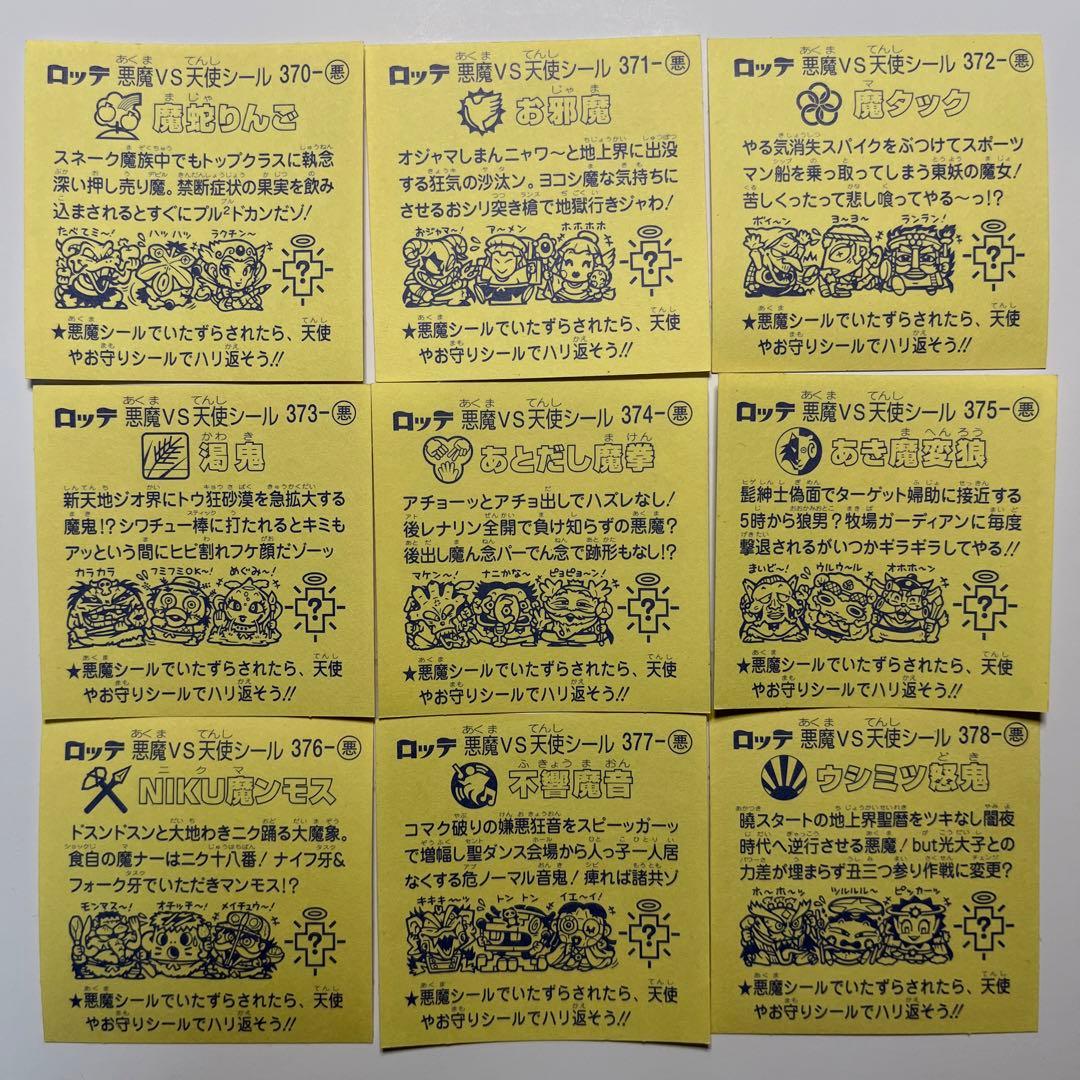 ロッテ 悪魔VS天使シール 370-悪
魔蛇りんご
スネーク魔族中でもトップクラスに執念
深い押し売り魔。禁断症状の果実を飲み
込まされるとすぐにブル²ドカンだゾ!
たべてミ〜! ハッハッ ラクチン〜
?
★悪魔シールでいたずらされたら、天使
やお守りシールでハリ返そう!!
ロッテ 悪魔VS天使シール 371-悪
お邪魔
オジャマしまんニャワ〜と地上界に出没
する狂気の沙汰ン。ヨコシ魔な気持ちに
させるおシリ突き槍で地獄行きジャわ!
おジャマ〜! ア〜メン ホホホホ
?
★悪魔シールでいたずらされたら、天使
やお守りシールでハリ返そう!!
ロッテ 悪魔VS天使シール 372-悪
魔タック
やる気消失スパイクをぶつけてスポーツ
マン船を乗っ取ってしまう東妖の魔女!
苦しくったって悲し喰ってやる〜っ!?
ボイ〜ン ヨ〜ヨ〜 ランラン!
?
★悪魔シールでいたずらされたら、天使
やお守りシールでハリ返そう!!
ロッテ 悪魔VS天使シール 373-悪
渇鬼
新天地ジオ界にトウ狂砂漠を急拡大する
魔鬼!?シワチュー棒に打たれるとキミも
アッという間にヒビ割れフケ顔だゾーッ
カラカラ フミフミOK〜! めぐみ〜!
?
★悪魔シールでいたずらされたら、天使
やお守りシールでハリ返そう!!
ロッテ 悪魔VS天使シール 374-悪
あとだし魔拳
アチョーッとアチョ出しでハズレなし!
後レナリン全開で負け知らずの悪魔?
後出し魔ん念パーでん念で跡形もなし!?
マケン〜! ナニかな〜 ピョピョ〜ン!
?
★悪魔シールでいたずらされたら、天使
やお守りシールでハリ返そう!!
ロッテ 悪魔VS天使シール 375-悪
あき魔変狼
髭紳士偽面でターゲット婦助に接近する
5時から狼男?牧場ガーディアンに毎度
撃退されるがいつかギラギラしてやる!!
まいど〜! ウルウ〜ル オホホ〜ン
?
★悪魔シールでいたずらされたら、天使
やお守りシールでハリ返そう!!
ロッテ 悪魔VS天使シール 376-悪
NIKU魔ンモス
ドスンドスンと大地わきニク踊る大魔象。
食自の魔ナーはニク十八番!ナイフ牙&
フォーク牙でいただきマンモス!?
モンマス〜! オチッチ〜! メイチュウ〜!
?
★悪魔シールでいたずらされたら、天使
やお守りシールでハリ返そう!!
ロッテ 悪魔VS天使シール 377-悪
不響魔音
コマク破りの嫌悪狂音をスピーッガーッ
で増幅し聖ダンス会場から人っ子一人居
なくする危ノーマル音鬼!痺れば諸共ソ
キキキ〜ッ トントン イエ〜イ!
?
★悪魔シールでいたずらされたら、天使
やお守りシールでハリ返そう!!
ロッテ 悪魔VS天使シール 378-悪
ウシミツ怒鬼
暁スタートの地上界聖暦をツキなし闇夜
時代へ逆行させる悪魔!but光大子との
力差が埋まらず丑三つ参り作戦に変更?
ホ〜ホ〜ッ ツルルル〜 ピッカーッ
?
★悪魔シールでいたずらされたら、天使
やお守りシールでハリ返そう!!